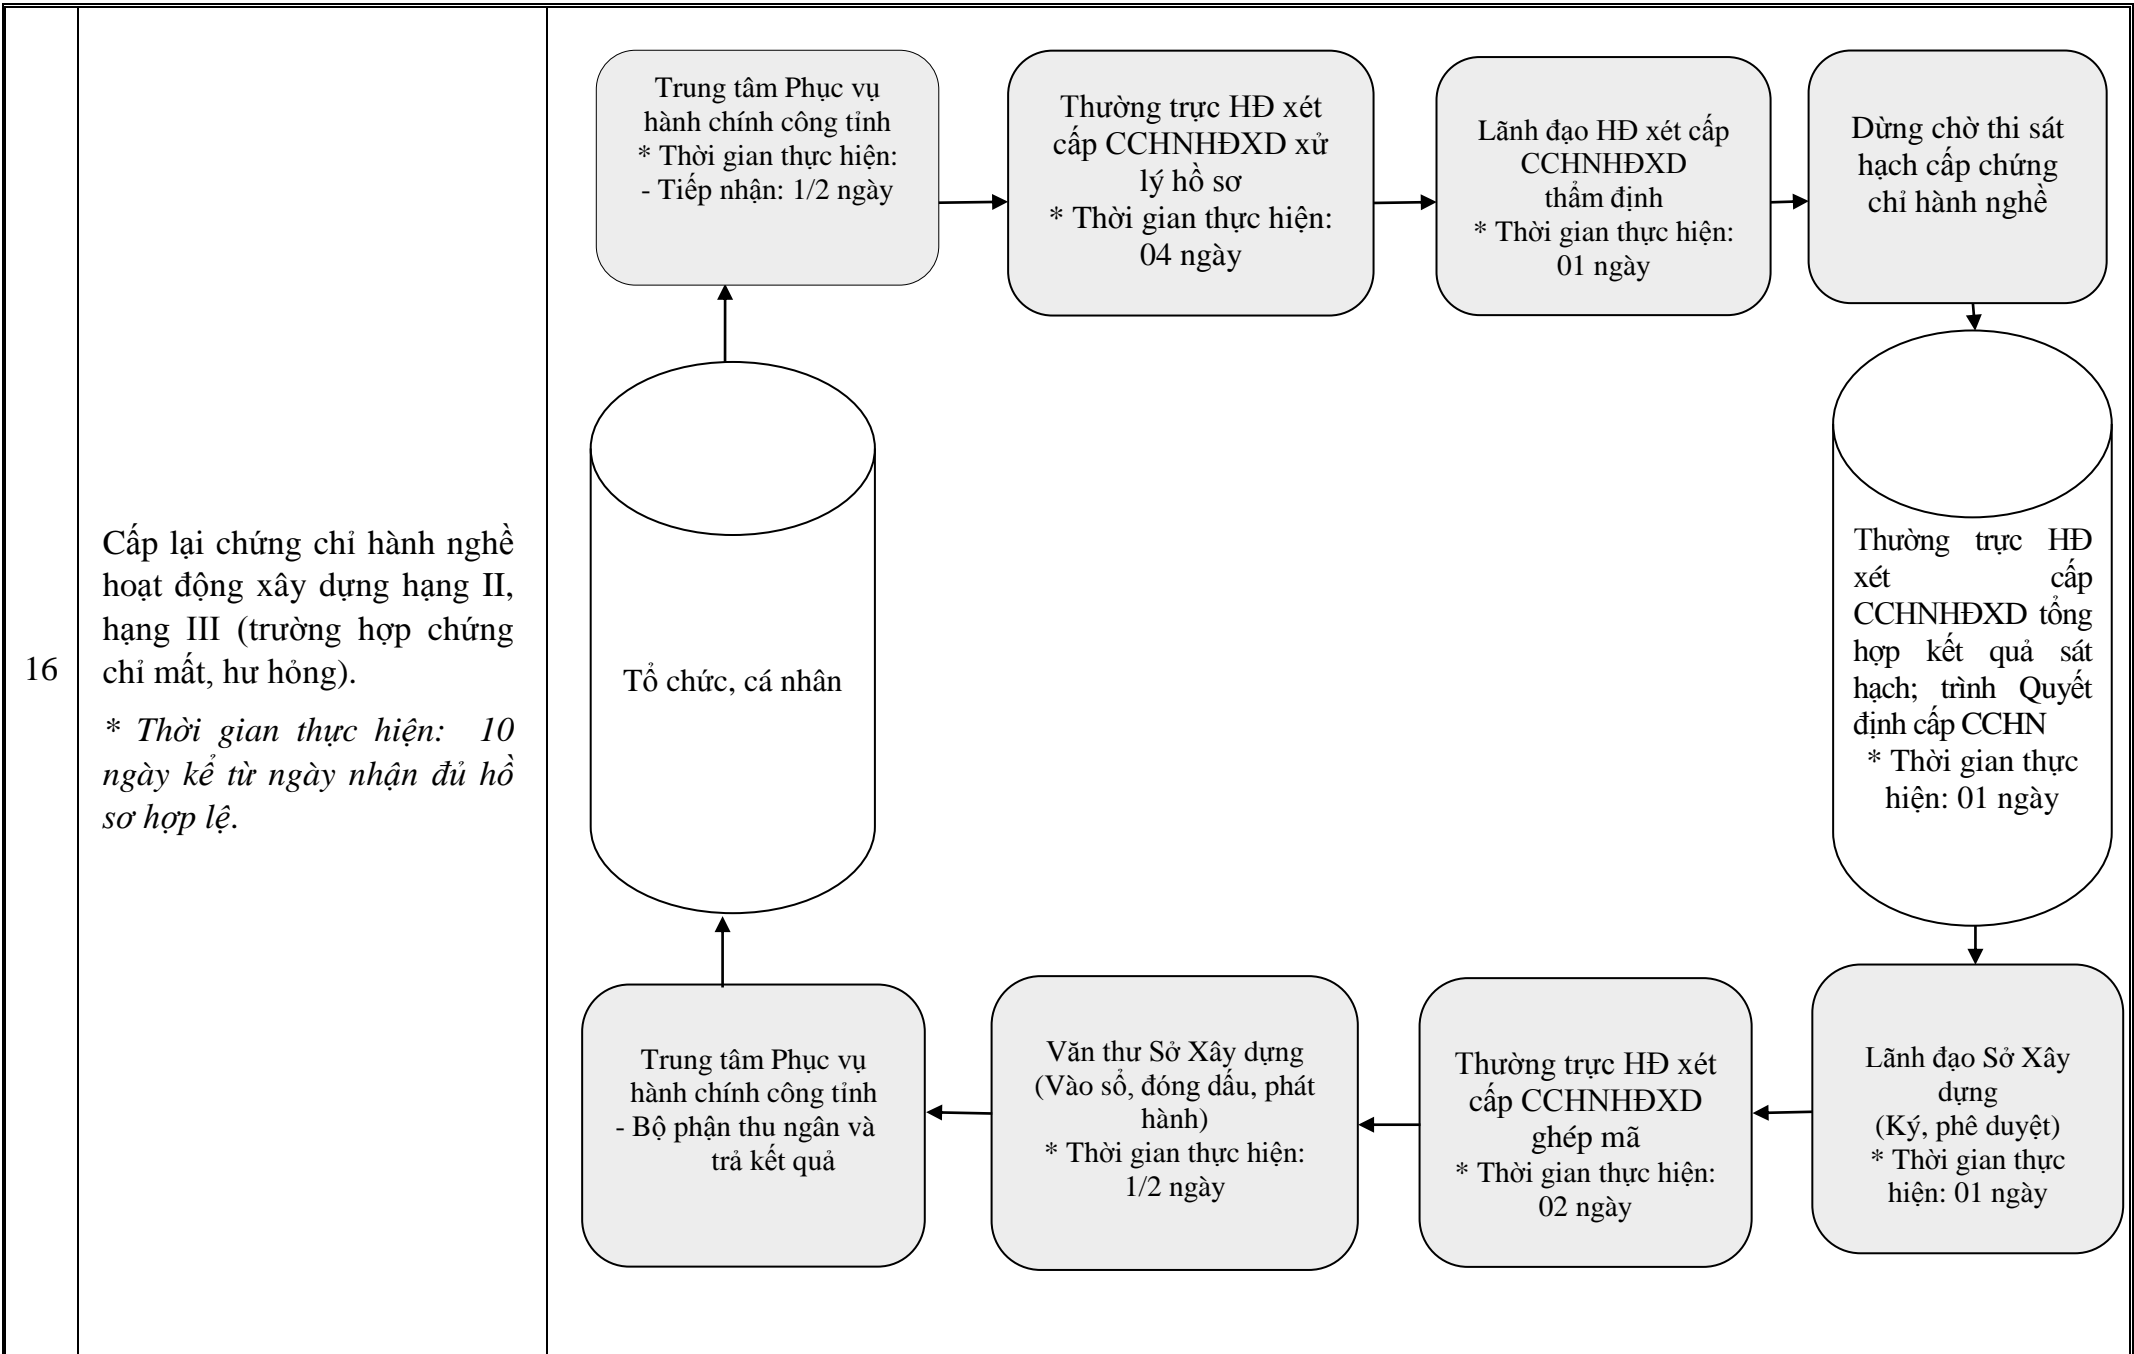 16
Cấp lại chứng chỉ hành nghề
hoạt động xây dựng hạng II,
hạng III (trường hợp chứng
chỉ mất, hư hỏng).
* Thời gian thực hiện: 10
ngày kể từ ngày nhận đủ hồ
sơ hợp lệ.
Trung tâm Phục vụ
hành chính công tỉnh
* Thời gian thực hiện:
- Tiếp nhận: 1/2 ngày
Thường trực HĐ xét
cấp CCHNHĐXD xử
lý hồ sơ
* Thời gian thực hiện:
04 ngày
Lãnh đạo HĐ xét cấp
CCHNHĐXD
thẩm định
* Thời gian thực hiện:
01 ngày
Dừng chờ thi sát
hạch cấp chứng
chỉ hành nghề
Thường trực HĐ
xét cấp
CCHNHĐXD tổng
hợp kết quả sát
hạch; trình Quyết
định cấp CCHN
* Thời gian thực
hiện: 01 ngày
Lãnh đạo Sở Xây
dựng
(Ký, phê duyệt)
* Thời gian thực
hiện: 01 ngày
Thường trực HĐ xét
cấp CCHNHĐXD
ghép mã
* Thời gian thực hiện:
02 ngày
Văn thư Sở Xây dựng
(Vào sổ, đóng dấu, phát
hành)
* Thời gian thực hiện:
1/2 ngày
Trung tâm Phục vụ
hành chính công tỉnh
- Bộ phận thu ngân và
trả kết quả
Tổ chức, cá nhân